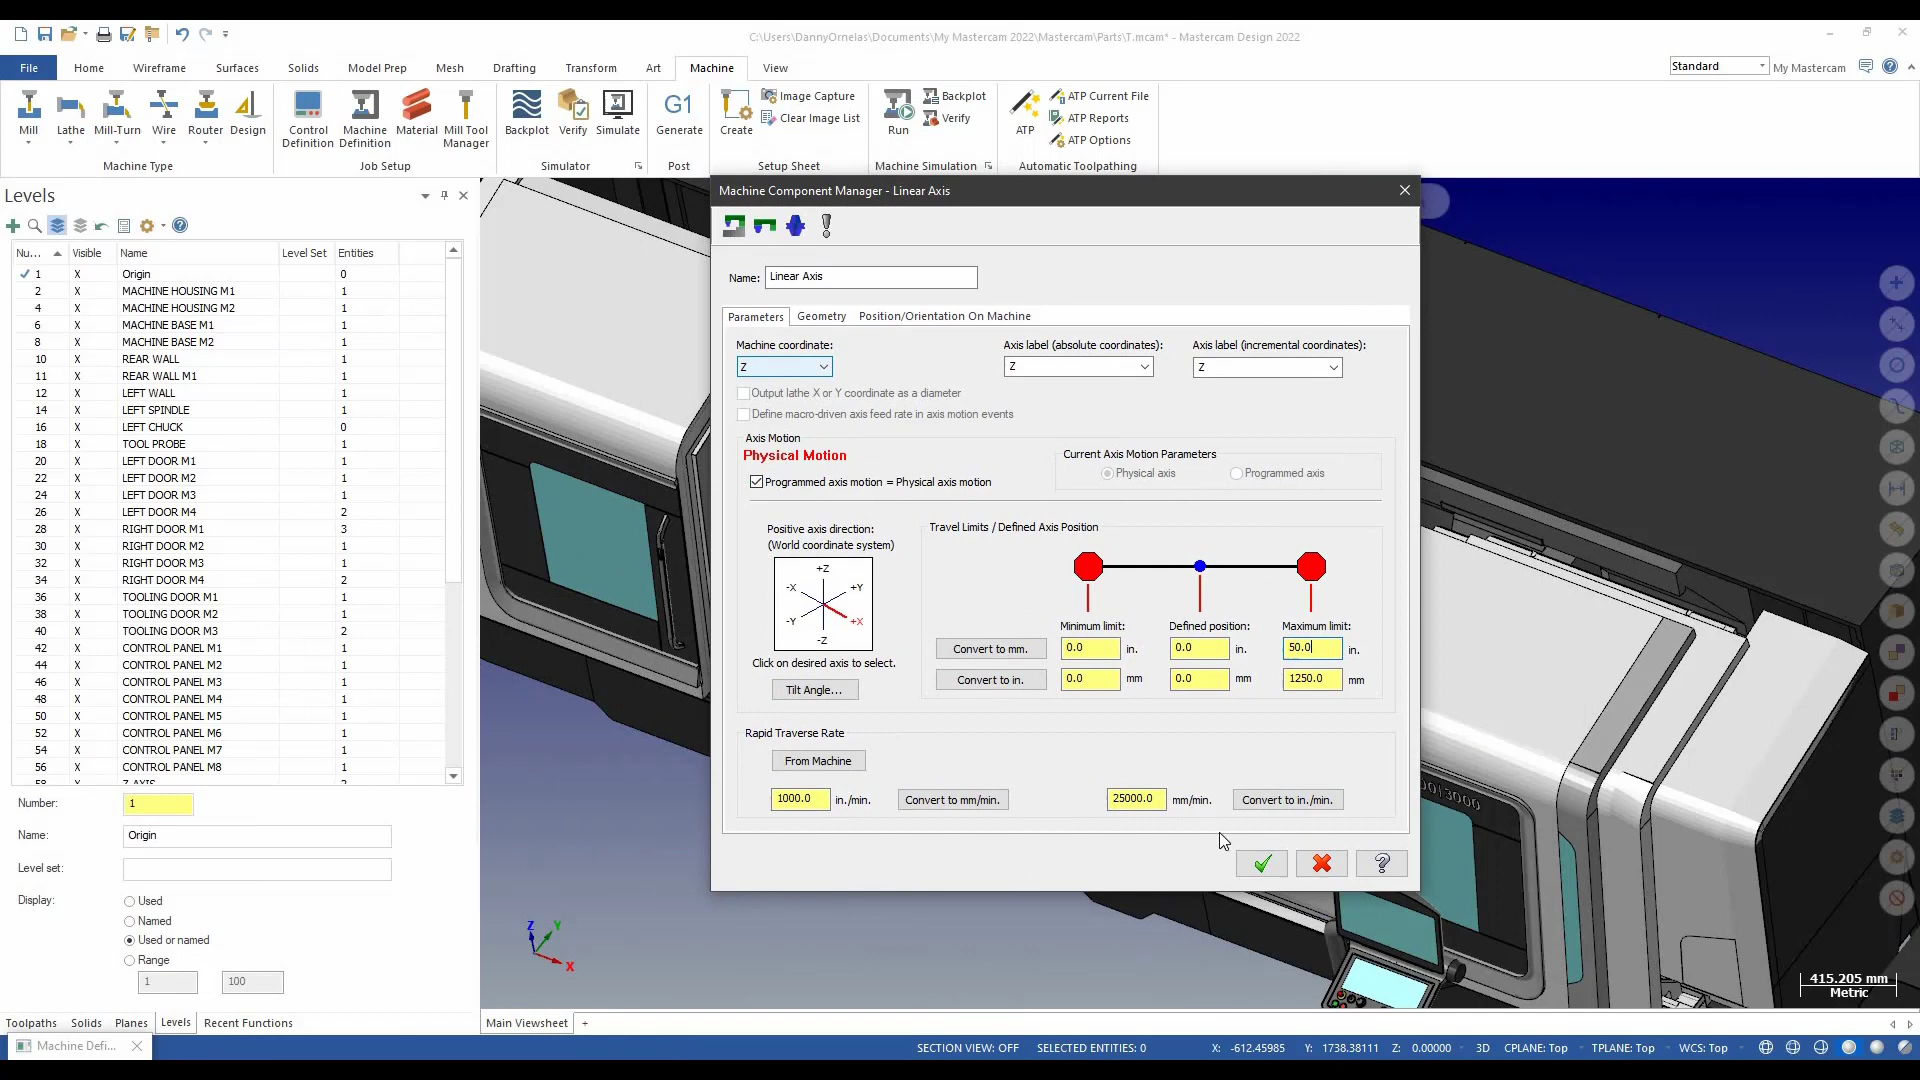 C:\Users\DannyOrnelas\Documents\My Mastercam 2022\Mastercam\Parts\T.mcam* - Mastercam Design 2022
File Home Wireframe Surfaces Solids Model Prep Mesh Drafting Transform Art Machine View
Standard My Mastercam
Mill Lathe Mill-Turn Wire Router Design
Machine Type
Control Definition Machine Definition Material Mill Tool Manager
Job Setup
Backplot Verify Simulate
Simulator
G1 Generate
Post
Create Image Capture
Clear Image List
Setup Sheet
Run Backplot
Verify
Machine Simulation
ATP ATP Current File
ATP Reports
ATP Options
Automatic Toolpathing
Levels
Nu... Visible Name Level Set Entities
1 X Origin 0
2 X MACHINE HOUSING M1 1
4 X MACHINE HOUSING M2 1
6 X MACHINE BASE M1 1
8 X MACHINE BASE M2 1
10 X REAR WALL 1
11 X REAR WALL M1 1
12 X LEFT WALL 1
14 X LEFT SPINDLE 1
16 X LEFT CHUCK 0
18 X TOOL PROBE 1
20 X LEFT DOOR M1 1
22 X LEFT DOOR M2 1
24 X LEFT DOOR M3 1
26 X LEFT DOOR M4 2
28 X RIGHT DOOR M1 3
30 X RIGHT DOOR M2 1
32 X RIGHT DOOR M3 1
34 X RIGHT DOOR M4 2
36 X TOOLING DOOR M1 1
38 X TOOLING DOOR M2 1
40 X TOOLING DOOR M3 2
42 X CONTROL PANEL M1 1
44 X CONTROL PANEL M2 1
46 X CONTROL PANEL M3 1
48 X CONTROL PANEL M4 1
50 X CONTROL PANEL M5 1
52 X CONTROL PANEL M6 1
54 X CONTROL PANEL M7 1
56 X CONTROL PANEL M8 1
58 X Z AXIS 2
Number: 1
Name: Origin
Level set:
Display: Used
Named
Used or named
Range
1 100
Toolpaths Solids Planes Levels Recent Functions
Machine Defi...
Machine Component Manager - Linear Axis
Name: Linear Axis
Parameters Geometry Position/Orientation On Machine
Machine coordinate: Axis label (absolute coordinates): Axis label (incremental coordinates):
Z Z Z
Output lathe X or Y coordinate as a diameter
Define macro-driven axis feed rate in axis motion events
Axis Motion
Physical Motion
Programmed axis motion = Physical axis motion
Current Axis Motion Parameters
Physical axis Programmed axis
Positive axis direction:
(World coordinate system)
+Z
-X +Y
-Y +X
-Z
Click on desired axis to select.
Tilt Angle...
Travel Limits / Defined Axis Position
Minimum limit: Defined position: Maximum limit:
Convert to mm. 0.0 in. 0.0 in. 50.0 in.
Convert to in. 0.0 mm 0.0 mm 1250.0 mm
Rapid Traverse Rate
From Machine
1000.0 in./min. Convert to mm/min. 25000.0 mm/min. Convert to in./min.
Z Y X
415.205 mm
Metric
Main Viewsheet +
SECTION VIEW: OFF SELECTED ENTITIES: 0 X: -612.45985 Y: 1738.38111 Z: 0.00000 3D CPLANE: Top TPLANE: Top WCS: Top